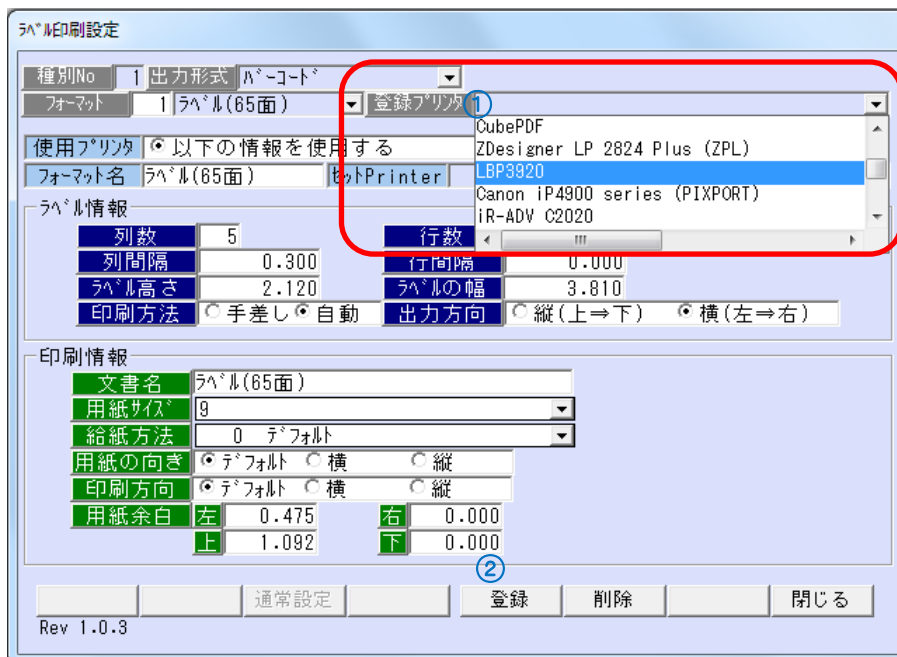 ﾗﾍﾞﾙ印刷設定
種別No 1 出力形式 ﾊﾞｰｺｰﾄﾞ
ﾌｫｰﾏｯﾄ 1 ﾗﾍﾞﾙ(65面) 登録ﾌﾟﾘﾝﾀ ①
CubePDF
ZDesigner LP 2824 Plus (ZPL)
LBP3920
Canon iP4900 series (PIXPORT)
iR-ADV C2020
使用ﾌﾟﾘﾝﾀ 以下の情報を使用する
ﾌｫｰﾏｯﾄ名 ﾗﾍﾞﾙ(65面) ｾｯﾄPrinter
ﾗﾍﾞﾙ情報
列数 5 行数
列間隔 0.300 行間隔 0.000
ﾗﾍﾞﾙ高さ 2.120 ﾗﾍﾞﾙの幅 3.810
印刷方法 手差し 自動 出力方向 縦(上⇒下) 横(左⇒右)
印刷情報
文書名 ﾗﾍﾞﾙ(65面)
用紙ｻｲｽﾞ 9
給紙方法 0 ﾃﾞﾌｫﾙﾄ
用紙の向き ﾃﾞﾌｫﾙﾄ 横 縦
印刷方向 ﾃﾞﾌｫﾙﾄ 横 縦
用紙余白 左 0.475 右 0.000
上 1.092 下 0.000
②
通常設定 登録 削除 閉じる
Rev 1.0.3